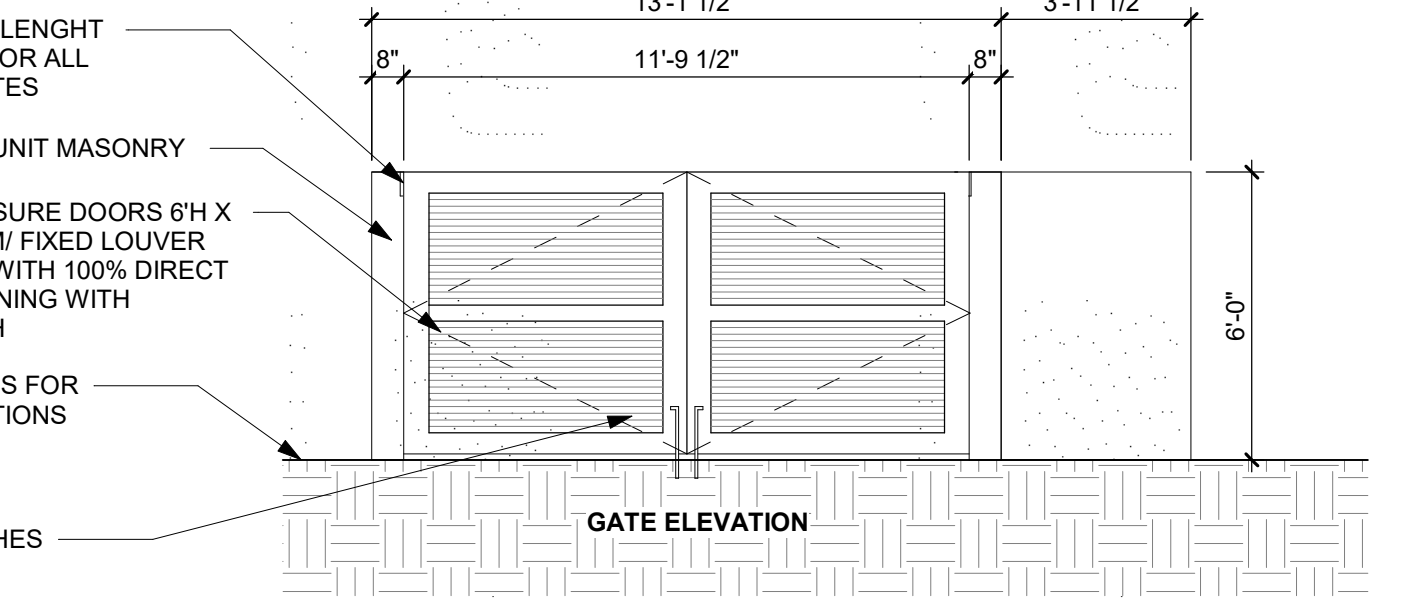 13'-1 1/2"
3'-11 1/2"
LENGHT
OR ALL
TES
8"
11'-9 1/2"
8"
UNIT MASONRY
SURE DOORS 6'H X
M/ FIXED LOUVER
WITH 100% DIRECT
NING WITH
H
6'-0"
S FOR
TIONS
HES
GATE ELEVATION